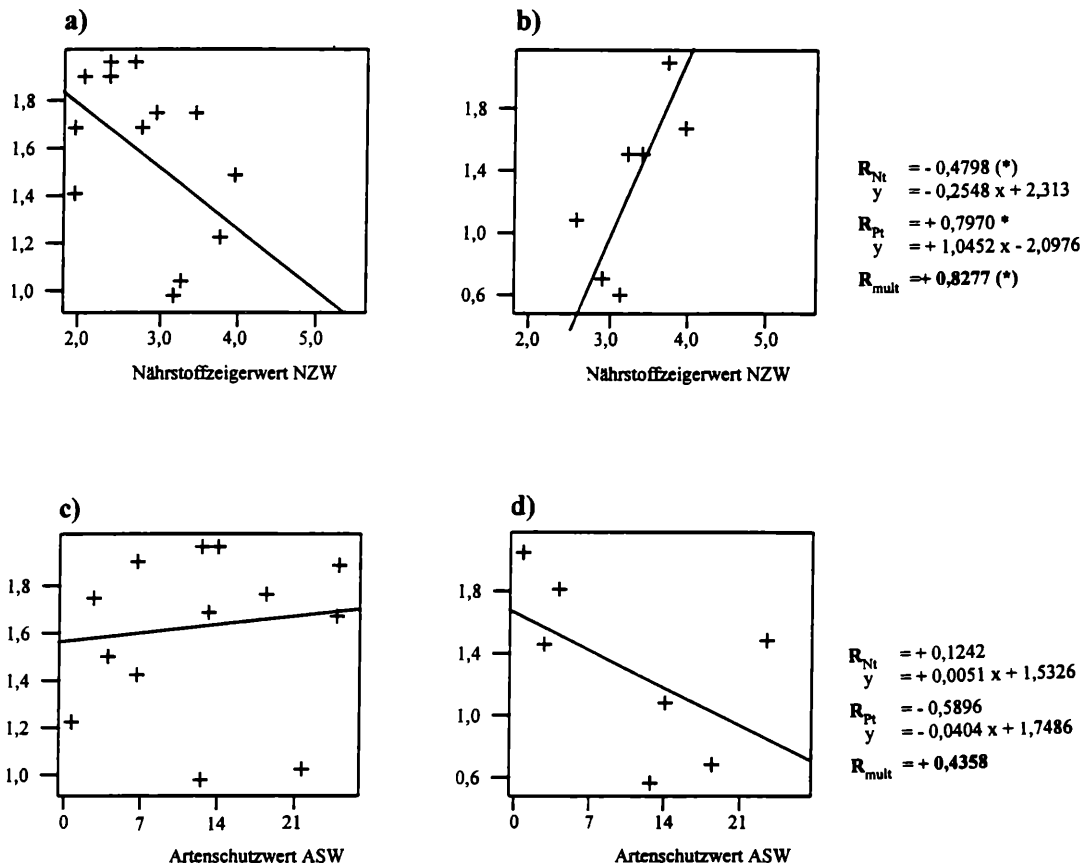 a)
1,8
1,6
1,4
1,2
1,0
2,0 3,0 4,0 5,0
Nährstoffzeigerwert NZW
b)
1,8
1,4
1,0
0,6
2,0 3,0 4,0 5,0
Nährstoffzeigerwert NZW
R_Nt = - 0,4798 (*)
y = - 0,2548 x + 2,313
R_Pt = + 0,7970 *
y = + 1,0452 x - 2,0976
R_mult =+ 0,8277 (*)
c)
1,8
1,6
1,4
1,2
1,0
0 7 14 21
Artenschutzwert ASW
d)
1,8
1,4
1,0
0,6
0 7 14 21
Artenschutzwert ASW
R_Nt = + 0,1242
y = + 0,0051 x + 1,5326
R_Pt = - 0,5896
y = - 0,0404 x + 1,7486
R_mult = + 0,4358